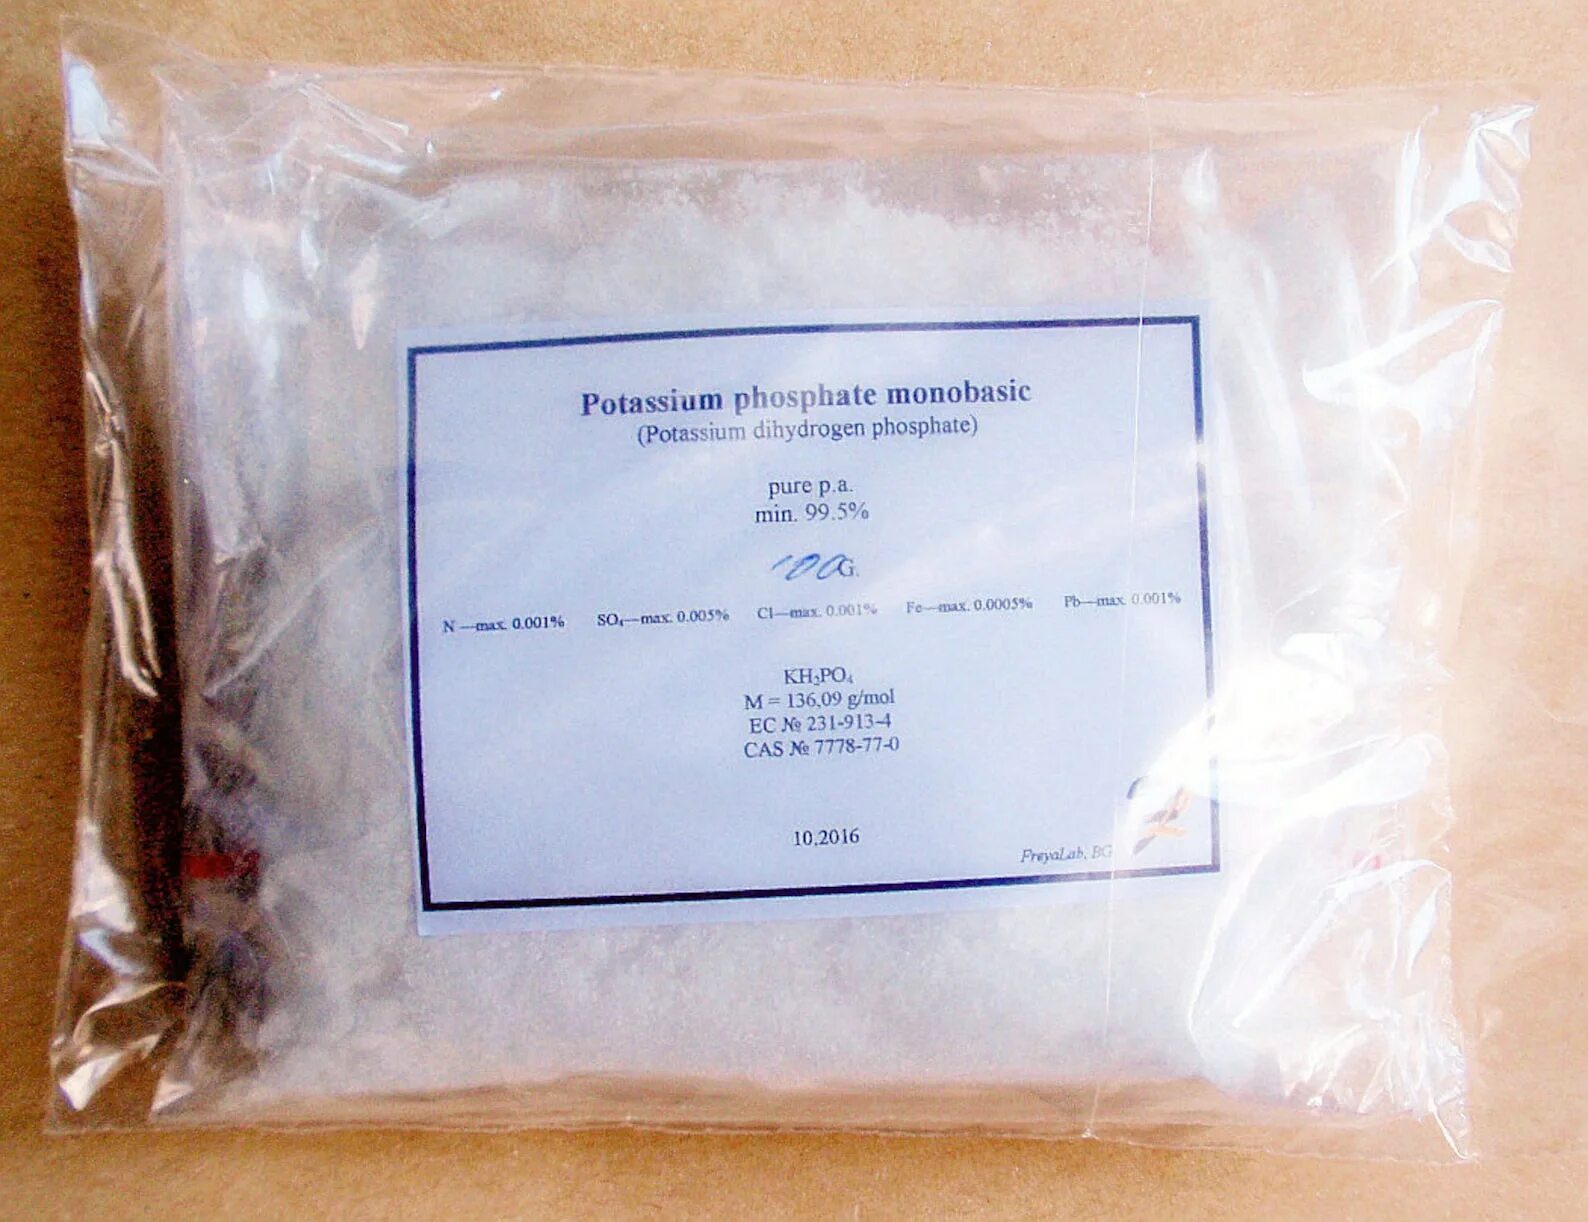 Potassium phosphate monobasic
(Potassium dihydrogen phosphate)
pure p.a.
min. 99.5%
100G.
N —max. 0.001% SO₄—max. 0.005% Cl—max. 0.001% Fe—max. 0.0005% Pb—max. 0.001%
KH₂PO₄
M = 136,09 g/mol
EC № 231-913-4
CAS № 7778-77-0
10,2016
FreyaLab, BG